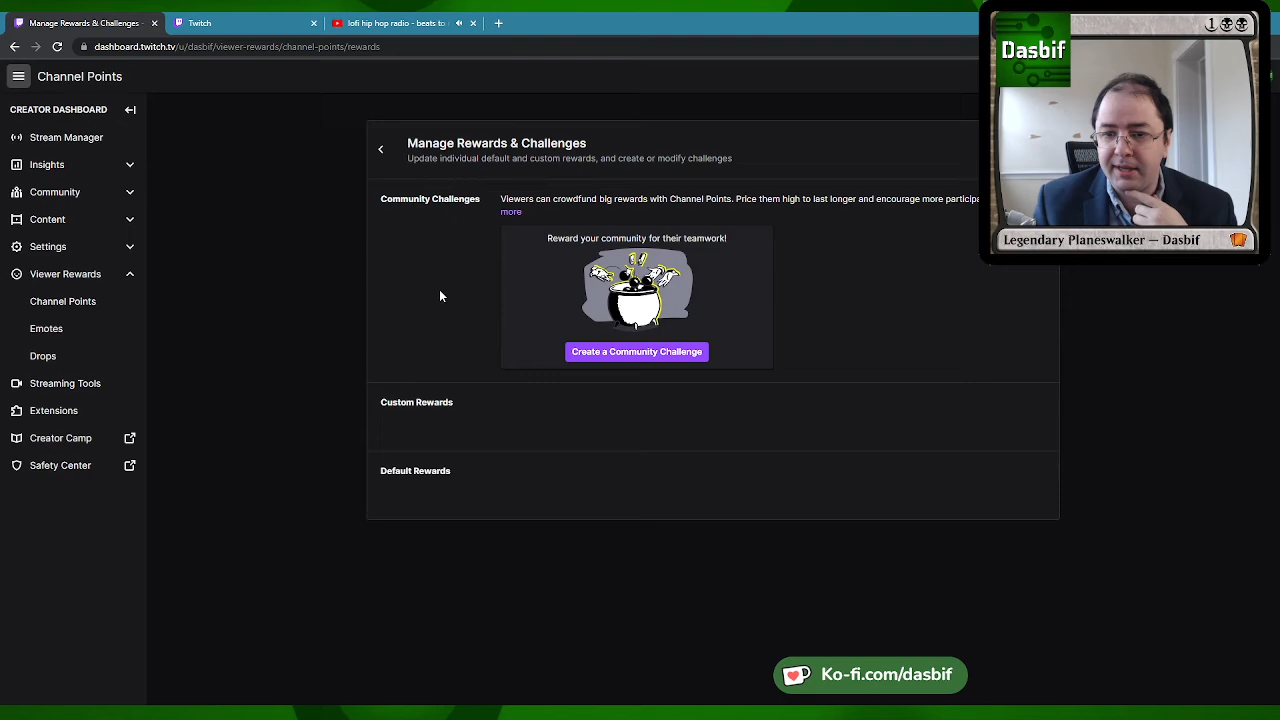 Manage Rewards & Challenges -
Twitch
lofi hip hop radio - beats to
dashboard.twitch.tv/u/dasbif/viewer-rewards/channel-points/rewards
Channel Points
CREATOR DASHBOARD
Stream Manager
Insights
Community
Content
Settings
Viewer Rewards
Channel Points
Emotes
Drops
Streaming Tools
Extensions
Creator Camp
Safety Center
Manage Rewards & Challenges
Update individual default and custom rewards, and create or modify challenges
Community Challenges
Viewers can crowdfund big rewards with Channel Points. Price them high to last longer and encourage more
more
Reward your community for their teamwork!
Create a Community Challenge
Custom Rewards
Default Rewards
1
Dasbif
Legendary Planeswalker — Dasbif
Ko-fi.com/dasbif